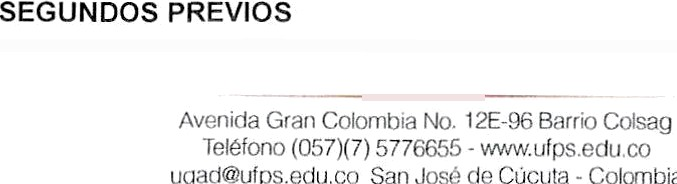 SEGUNDOS PREVIOS
Avenida Gran Colombia No. 12E-96 Barrio Colsag
Teléfono (057)(7) 5776655 - www.ufps.edu.co
ugad@ufps.edu.co San José de Cúcuta - Colombia